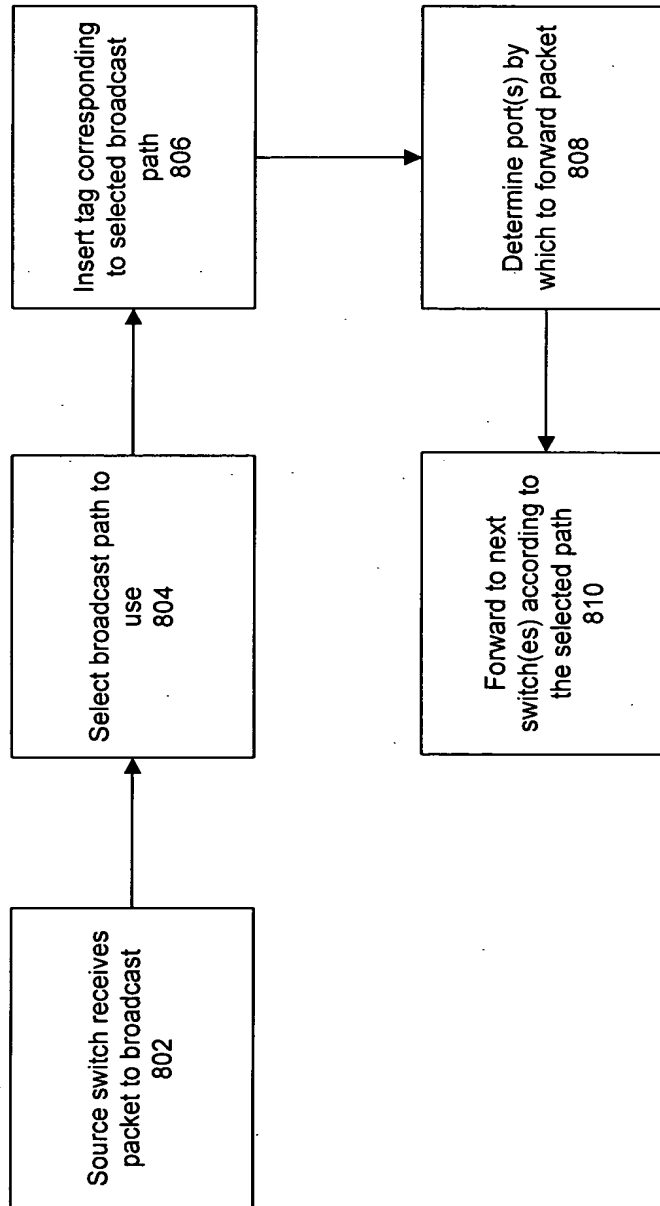 Source switch receives
packet to broadcast
802
Select broadcast path to
use
804
Insert tag corresponding
to selected broadcast
path
806
Determine port(s) by
which to forward packet
808
Forward to next
switch(es) according to
the selected path
810